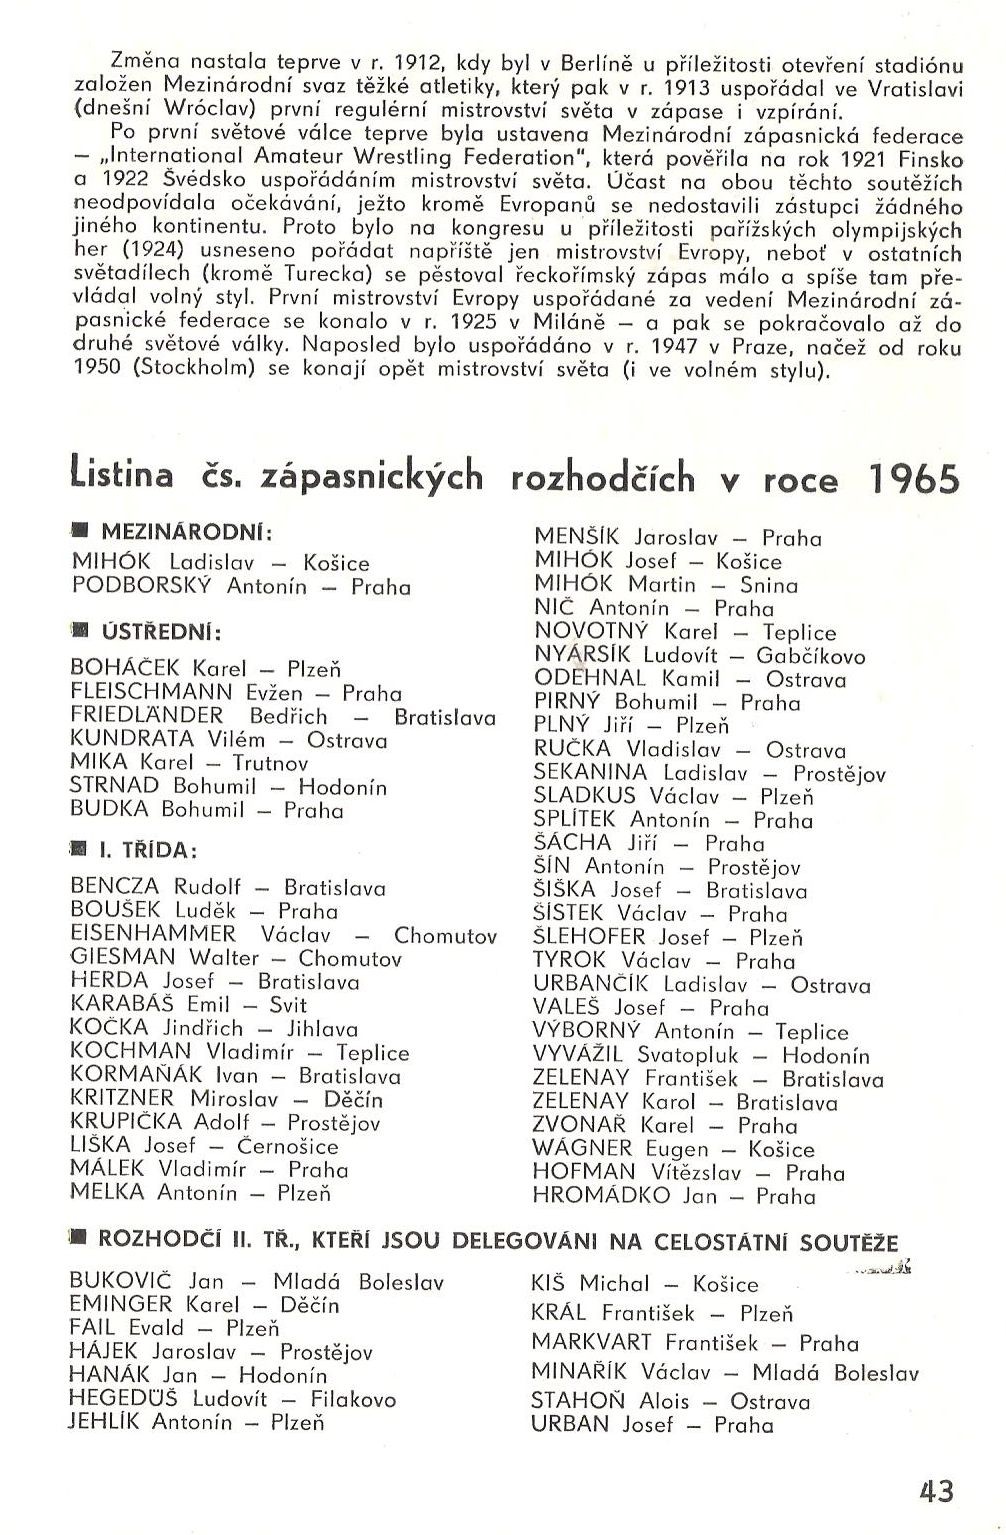 Změna nastala teprve v r. 1912, kdy byl v Berlíně u příležitosti otevření stadiónu
založen Mezinárodní svaz těžké atletiky, který pak v r. 1913 uspořádal ve Vratislavi
(dnešní Wróclav) první regulérní mistrovství světa v zápase i vzpírání.
Po první světové válce teprve byla ustavena Mezinárodní zápasnická federace
— „International Amateur Wrestling Federation", která pověřila na rok 1921 Finsko
a 1922 Švédsko uspořádáním mistrovství světa. Účast na obou těchto soutěžích
neodpovídala očekávání, ježto kromě Evropanů se nedostavili zástupci žádného
jiného kontinentu. Proto bylo na kongresu u příležitosti pařížských olympijských
her (1924) usneseno pořádat napříště jen mistrovství Evropy, neboť v ostatních
světadílech (kromě Turecka) se pěstoval řeckořímský zápas málo a spíše tam pře-
vládal volný styl. První mistrovství Evropy uspořádané za vedení Mezinárodní zá-
pasnické federace se konalo v r. 1925 v Miláně — a pak se pokračovalo až do
druhé světové války. Naposled bylo uspořádáno v r. 1947 v Praze, načež od roku
1950 (Stockholm) se konají opět mistrovství světa (i ve volném stylu).
Listina čs. zápasnických rozhodčích v roce 1965
■ MEZINÁRODNÍ:
MIHÓK Ladislav — Košice
PODBORSKÝ Antonín — Praha
■ ÚSTŘEDNÍ:
BOHÁČEK Karel — Plzeň
FLEISCHMANN Evžen — Praha
FRIEDLÄNDER Bedřich — Bratislava
KUNDRATA Vilém — Ostrava
MIKA Karel — Trutnov
STRNAD Bohumil — Hodonín
BUDKA Bohumil — Praha
■ I. TŘÍDA:
BENCZA Rudolf — Bratislava
BOUŠEK Luděk — Praha
EISENHAMMER Václav — Chomutov
GIESMAN Walter — Chomutov
HERDA Josef — Bratislava
KARABÁŠ Emil — Svit
KOČKA Jindřich — Jihlava
KOCHMAN Vladimír — Teplice
KORMAŇÁK Ivan — Bratislava
KRITZNER Miroslav — Děčín
KRUPIČKA Adolf — Prostějov
LIŠKA Josef — Černošice
MÁLEK Vladimír — Praha
MELKA Antonín — Plzeň
MENŠÍK Jaroslav — Praha
MIHÓK Josef — Košice
MIHÓK Martin — Snina
NIČ Antonín — Praha
NOVOTNÝ Karel — Teplice
NYÁRSÍK Ludovít — Gabčíkovo
ODEHNAL Kamil — Ostrava
PIRNÝ Bohumil — Praha
PLNÝ Jiří — Plzeň
RUČKA Vladislav — Ostrava
SEKANINA Ladislav — Prostějov
SLADKUS Václav — Plzeň
SPLÍTEK Antonín — Praha
ŠÁCHA Jiří — Praha
ŠÍN Antonín — Prostějov
ŠIŠKA Josef — Bratislava
ŠÍSTEK Václav — Praha
ŠLEHOFER Josef — Plzeň
TYROK Václav — Praha
URBANČÍK Ladislav — Ostrava
VALEŠ Josef — Praha
VÝBORNÝ Antonín — Teplice
VYVÁŽIL Svatopluk — Hodonín
ZELENAY František — Bratislava
ZELENAY Karol — Bratislava
ZVONAŘ Karel — Praha
WÁGNER Eugen — Košice
HOFMAN Vítězslav — Praha
HROMÁDKO Jan — Praha
■ ROZHODČÍ II. TŘ., KTEŘÍ JSOU DELEGOVÁNI NA CELOSTÁTNÍ SOUTĚŽE
BUKOVIČ Jan — Mladá Boleslav
EMINGER Karel — Děčín
FAIL Evald — Plzeň
HÁJEK Jaroslav — Prostějov
HANÁK Jan — Hodonín
HEGEDÜŠ Ludovít — Filakovo
JEHLÍK Antonín — Plzeň
KIŠ Michal — Košice
KRÁL František — Plzeň
MARKVART František — Praha
MINAŘÍK Václav — Mladá Boleslav
STAHOŇ Alois — Ostrava
URBAN Josef — Praha
43